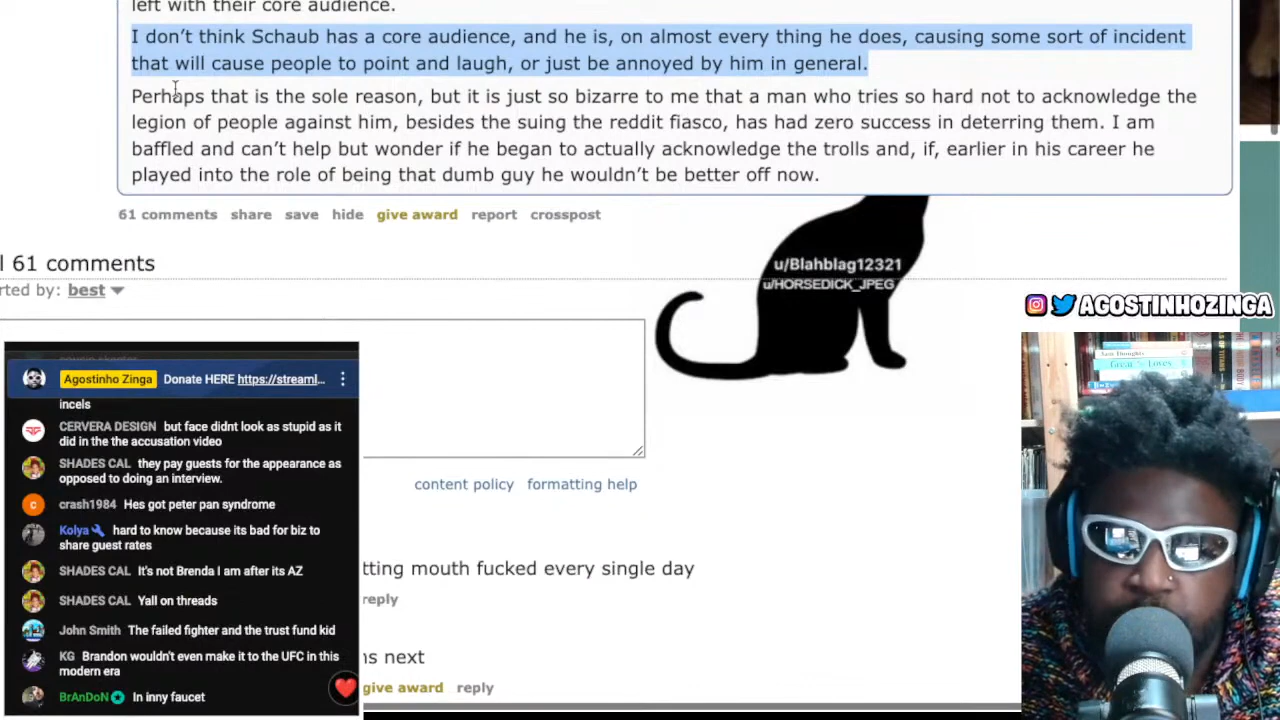 left with their core audience.
I don't think Schaub has a core audience, and he is, on almost every thing he does, causing some sort of incident
that will cause people to point and laugh, or just be annoyed by him in general.
Perhaps that is the sole reason, but it is just so bizarre to me that a man who tries so hard not to acknowledge the
legion of people against him, besides the suing the reddit fiasco, has had zero success in deterring them. I am
baffled and can't help but wonder if he began to actually acknowledge the trolls and, if, earlier in his career he
played into the role of being that dumb guy he wouldn't be better off now.
61 comments share save hide give award report crosspost
u/Blahblag12321
u/HORSEDICK_JPEG
l 61 comments
rted by: best
AGOSTINHOZINGA
Agostinho Zinga Donate HERE https://streaml...
incels
CERVERA DESIGN but face didnt look as stupid as it
did in the the accusation video
SHADES CAL they pay guests for the appearance as
opposed to doing an interview.
crash1984 Hes got peter pan syndrome
Kolya hard to know because its bad for biz to
share guest rates
SHADES CAL It's not Brenda I am after its AZ
SHADES CAL Yall on threads
John Smith The failed fighter and the trust fund kid
KG Brandon wouldn't even make it to the UFC in this
modern era
BrAnDoN In inny faucet
content policy formatting help
tting mouth fucked every single day
reply
ns next
give award reply